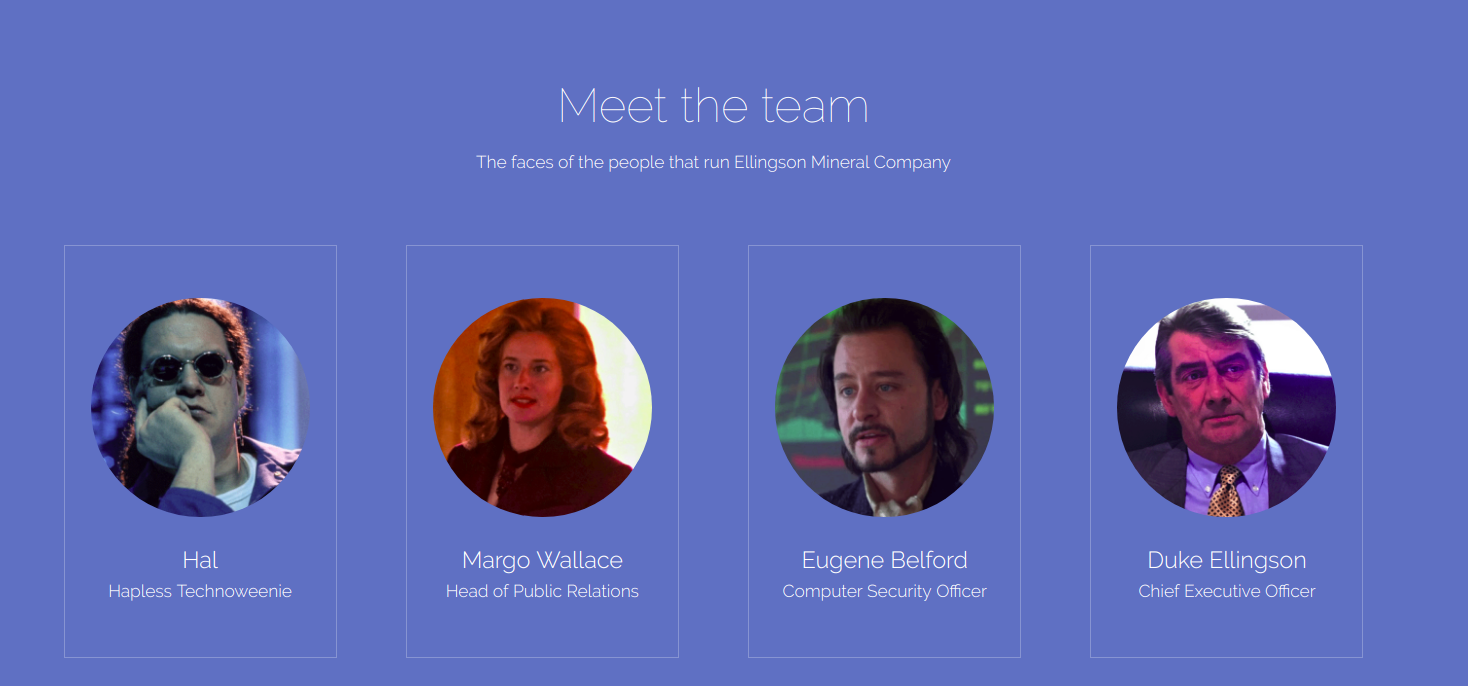 Meet the team
The faces of the people that run Ellingson Mineral Company
Hal
Hapless Technoweenie
Margo Wallace
Head of Public Relations
Eugene Belford
Computer Security Officer
Duke Ellingson
Chief Executive Officer